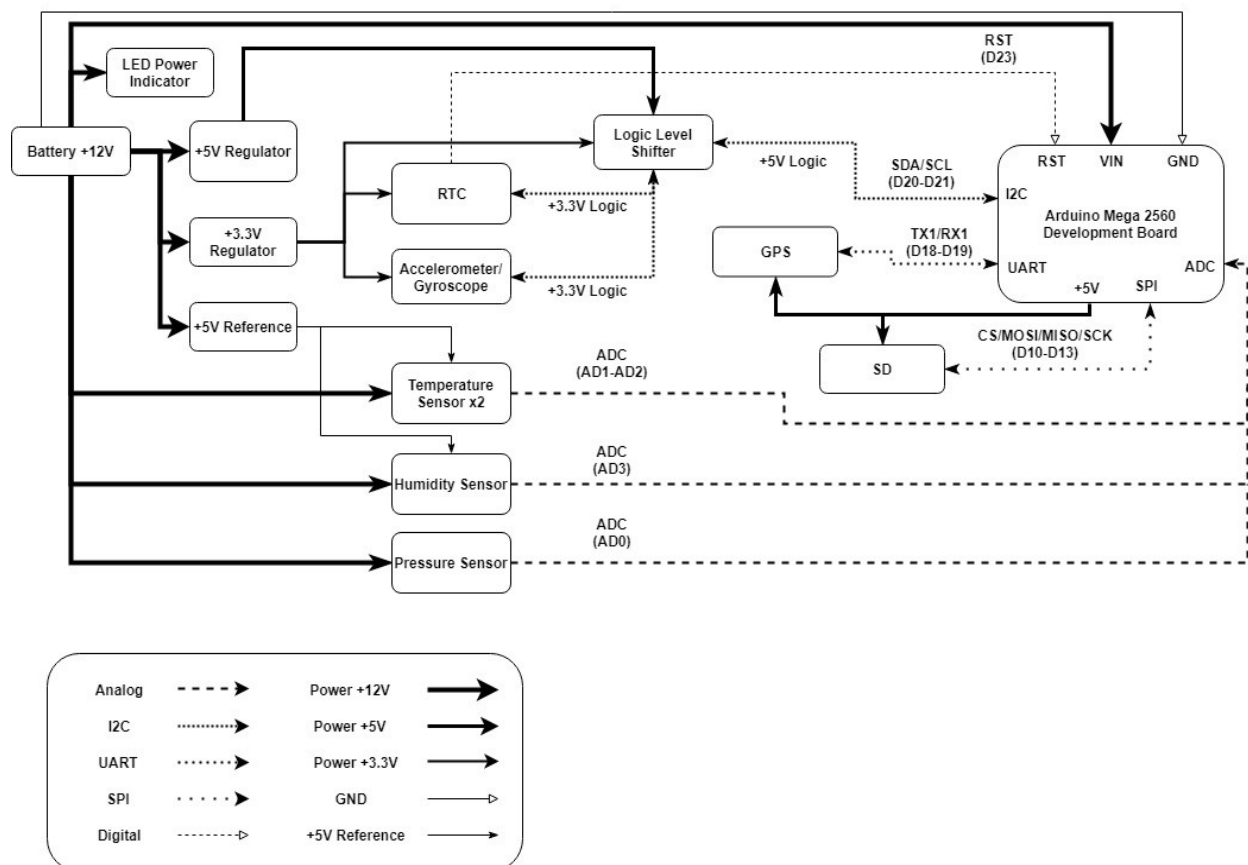 RST
(D23)
LED Power
Indicator
Battery +12V
+5V Regulator
Logic Level
Shifter
+5V Logic
SDA/SCL
(D20-D21)
RST
VIN
GND
I2C
Arduino Mega 2560
Development Board
UART
ADC
+5V
SPI
RTC
+3.3V Logic
+3.3V
Regulator
Accelerometer/
Gyroscope
+3.3V Logic
GPS
TX1/RX1
(D18-D19)
+5V Reference
CS/MOSI/MISO/SCK
(D10-D13)
SD
ADC
(AD1-AD2)
Temperature
Sensor x2
ADC
(AD3)
Humidity Sensor
ADC
(AD0)
Pressure Sensor
Analog
Power +12V
I2C
Power +5V
UART
Power +3.3V
SPI
GND
Digital
+5V Reference